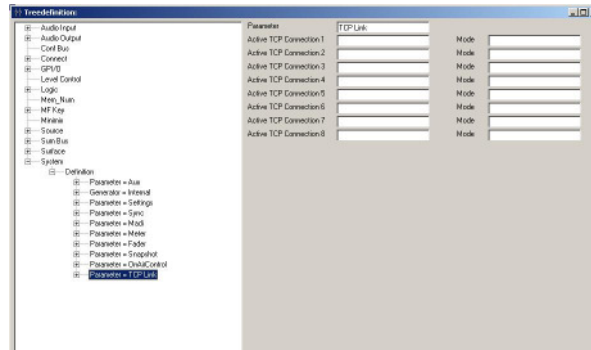 Treedefinition:
Audio Input
Audio Output
Conf Bus
Connect
GPI/O
Level Control
Logic
Mem_Num
MF Key
Minimix
Source
Sum Bus
Surface
System
Definition
Parameter = Aux
Generator = Internal
Parameter = Settings
Parameter = Sync
Parameter = Madi
Parameter = Meter
Parameter = Fader
Parameter = Snapshot
Parameter = OnAirControl
Parameter = TCP Link
Parameter TCP Link
Active TCP Connection 1 Mode
Active TCP Connection 2 Mode
Active TCP Connection 3 Mode
Active TCP Connection 4 Mode
Active TCP Connection 5 Mode
Active TCP Connection 6 Mode
Active TCP Connection 7 Mode
Active TCP Connection 8 Mode